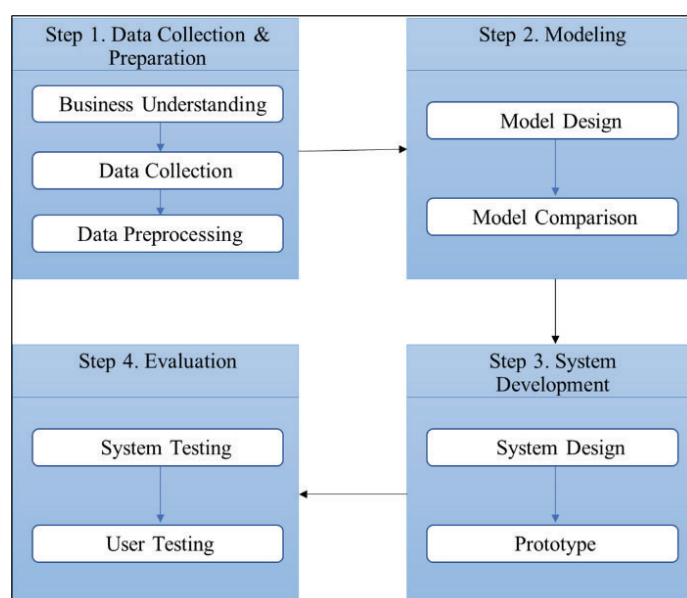 Step 1. Data Collection &
Preparation
Business Understanding
Data Collection
Data Preprocessing
Step 2. Modeling
Model Design
Model Comparison
Step 3. System
Development
System Design
Prototype
Step 4. Evaluation
System Testing
User Testing